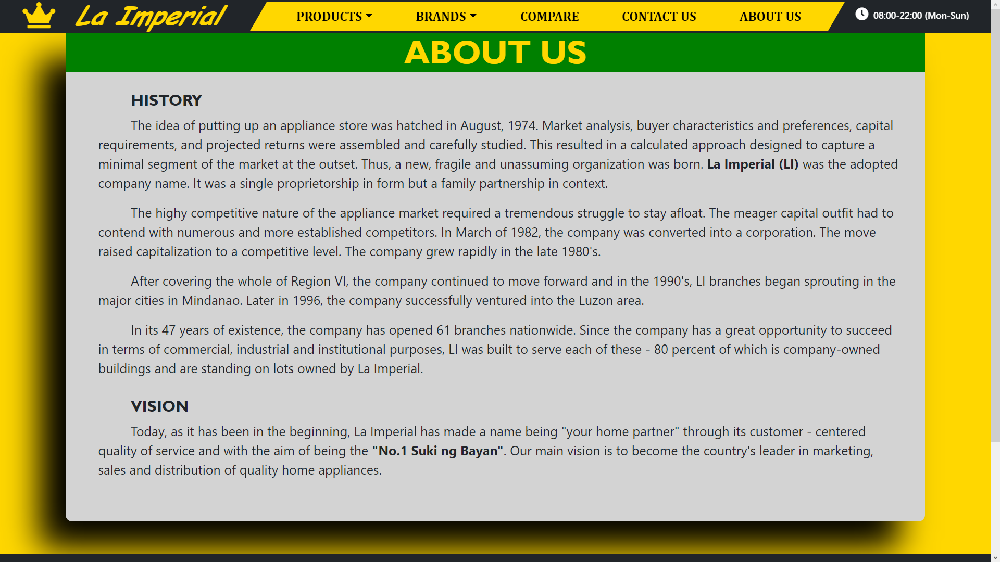 La Imperial
PRODUCTS
BRANDS
COMPARE
CONTACT US
ABOUT US
08:00-22:00 (Mon-Sun)
ABOUT US
HISTORY
The idea of putting up an appliance store was hatched in August, 1974. Market analysis, buyer characteristics and preferences, capital
requirements, and projected returns were assembled and carefully studied. This resulted in a calculated approach designed to capture a
minimal segment of the market at the outset. Thus, a new, fragile and unassuming organization was born. La Imperial (LI) was the adopted
company name. It was a single proprietorship in form but a family partnership in context.
The highy competitive nature of the appliance market required a tremendous struggle to stay afloat. The meager capital outfit had to
contend with numerous and more established competitors. In March of 1982, the company was converted into a corporation. The move
raised capitalization to a competitive level. The company grew rapidly in the late 1980's.
After covering the whole of Region VI, the company continued to move forward and in the 1990's, LI branches began sprouting in the
major cities in Mindanao. Later in 1996, the company successfully ventured into the Luzon area.
In its 47 years of existence, the company has opened 61 branches nationwide. Since the company has a great opportunity to succeed
in terms of commercial, industrial and institutional purposes, LI was built to serve each of these - 80 percent of which is company-owned
buildings and are standing on lots owned by La Imperial.
VISION
Today, as it has been in the beginning, La Imperial has made a name being "your home partner" through its customer - centered
quality of service and with the aim of being the "No.1 Suki ng Bayan". Our main vision is to become the country's leader in marketing,
sales and distribution of quality home appliances.